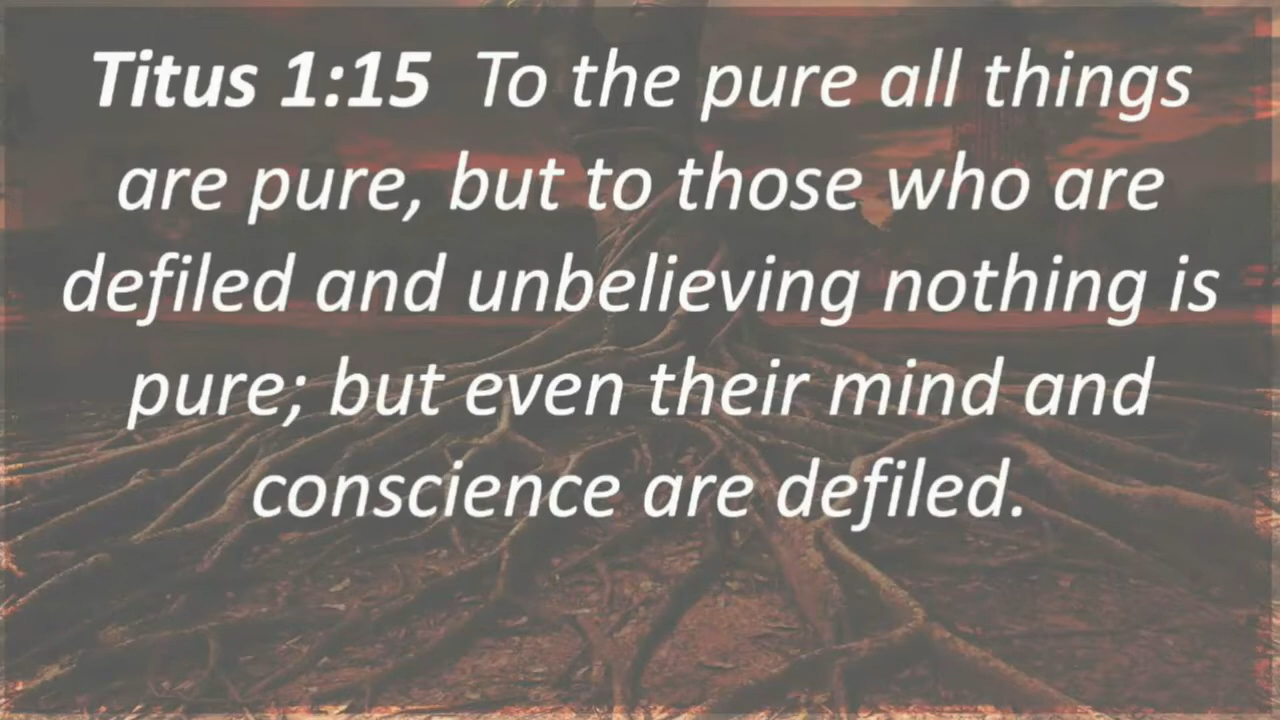 Titus 1:15 To the pure all things
are pure, but to those who are
defiled and unbelieving nothing is
pure; but even their mind and
conscience are defiled.